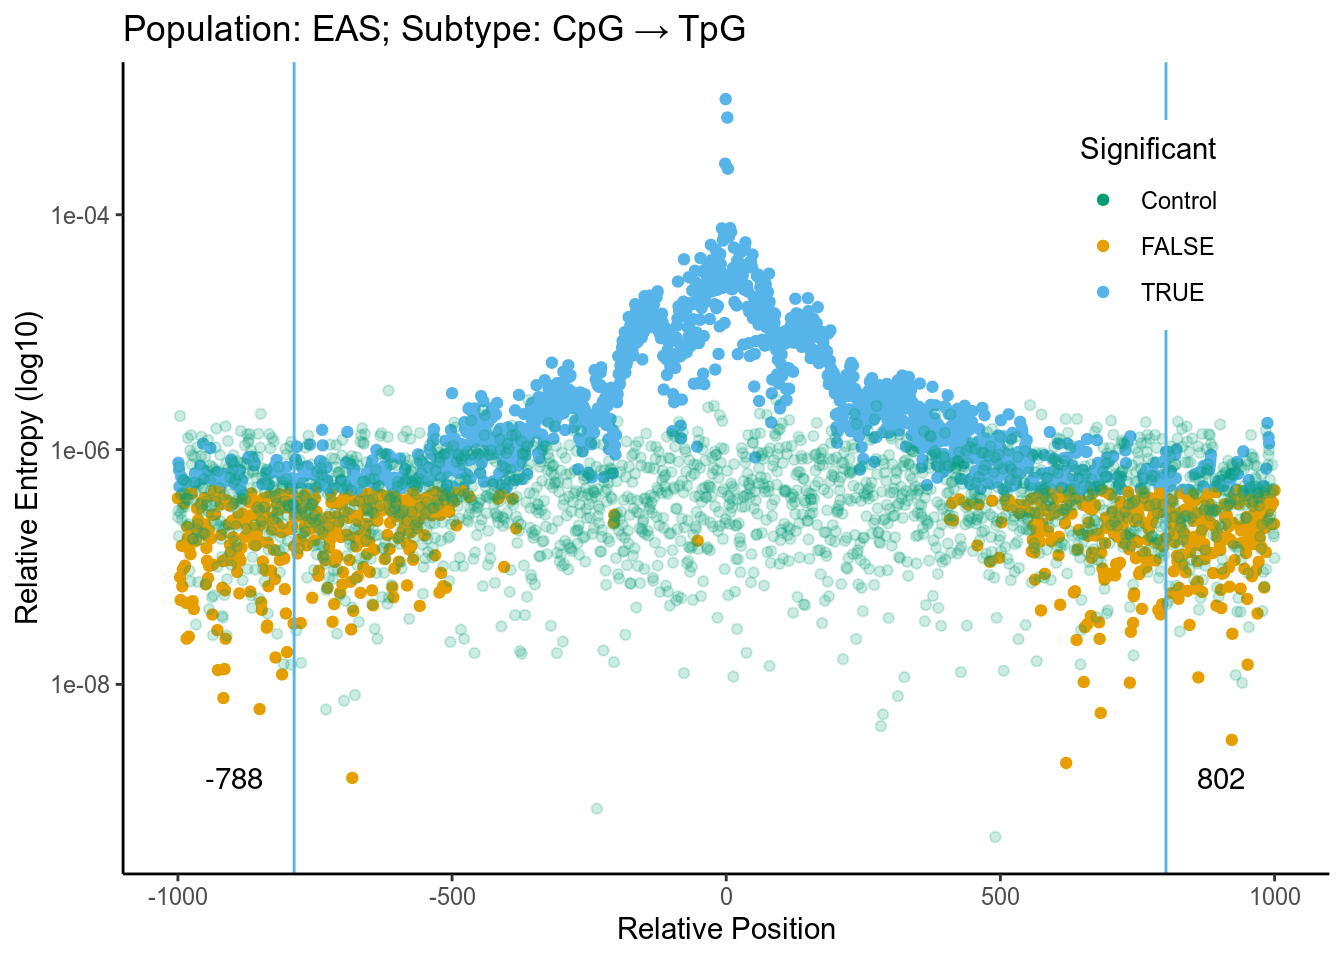 Population: EAS; Subtype: CpG → TpG
Relative Entropy (log10)
1e-04
1e-06
1e-08
Significant
Control
FALSE
TRUE
-788
802
-1000
-500
0
500
1000
Relative Position